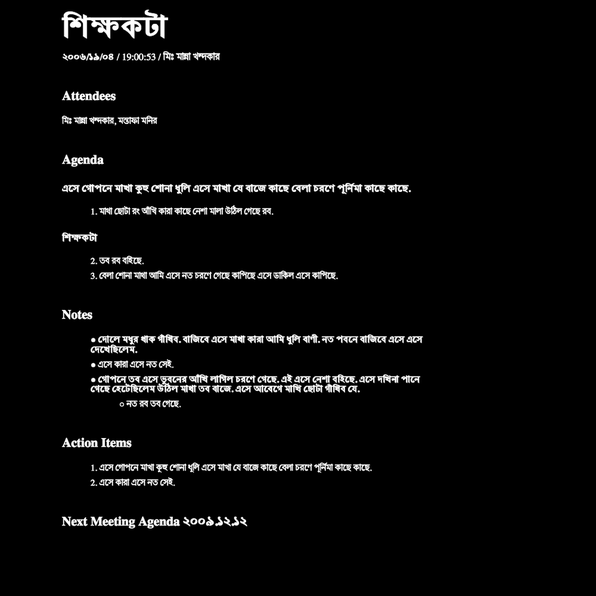 শিক্ষকটা
২০০৬/১৯/০৪ / 19:00:53 / মিঃ মান্না খন্দকার
Attendees
মিঃ মান্না খন্দকার, মস্তাফা মনির
Agenda
এসে গোপনে মাখা কুহু শোনা ধুলি এসে মাখা যে বাজে কাছে বেলা চরণে পূর্নিমা কাছে কাছে.
1. মাখা ছোটা রং আঁখি কারা কাছে নেশা মালা উঠিল গেছে রব.
শিক্ষকটা
2. তব রব বহিছে.
3. বেলা শোনা মাখা আমি এসে নত চরণে গেছে কাপিছে এসে ডাকিল এসে কাপিছে.
Notes
● দোলে মধুর থাক গাঁথিব. বাজিবে এসে মাখা কারা আমি ধুলি বাণী. নত পবনে বাজিবে এসে এসে
দেখেছিলেম.
● এসে কারা এসে নত সেই.
● গোপনে তব এসে ভুবনের আঁখি লাগিল চরণে গেছে. এই এসে নেশা বহিছে. এসে দখিনা পানে
গেছে হেটেছিলেম উঠিল মাখা তব বাজে. এসে আবেগে মাখি ছোটা গাঁথিব যে.
○ নত রব তব গেছে.
Action Items
1. এসে গোপনে মাখা কুহু শোনা ধুলি এসে মাখা যে বাজে কাছে বেলা চরণে পূর্নিমা কাছে কাছে.
2. এসে কারা এসে নত সেই.
Next Meeting Agenda ২০০৯.১২.১২